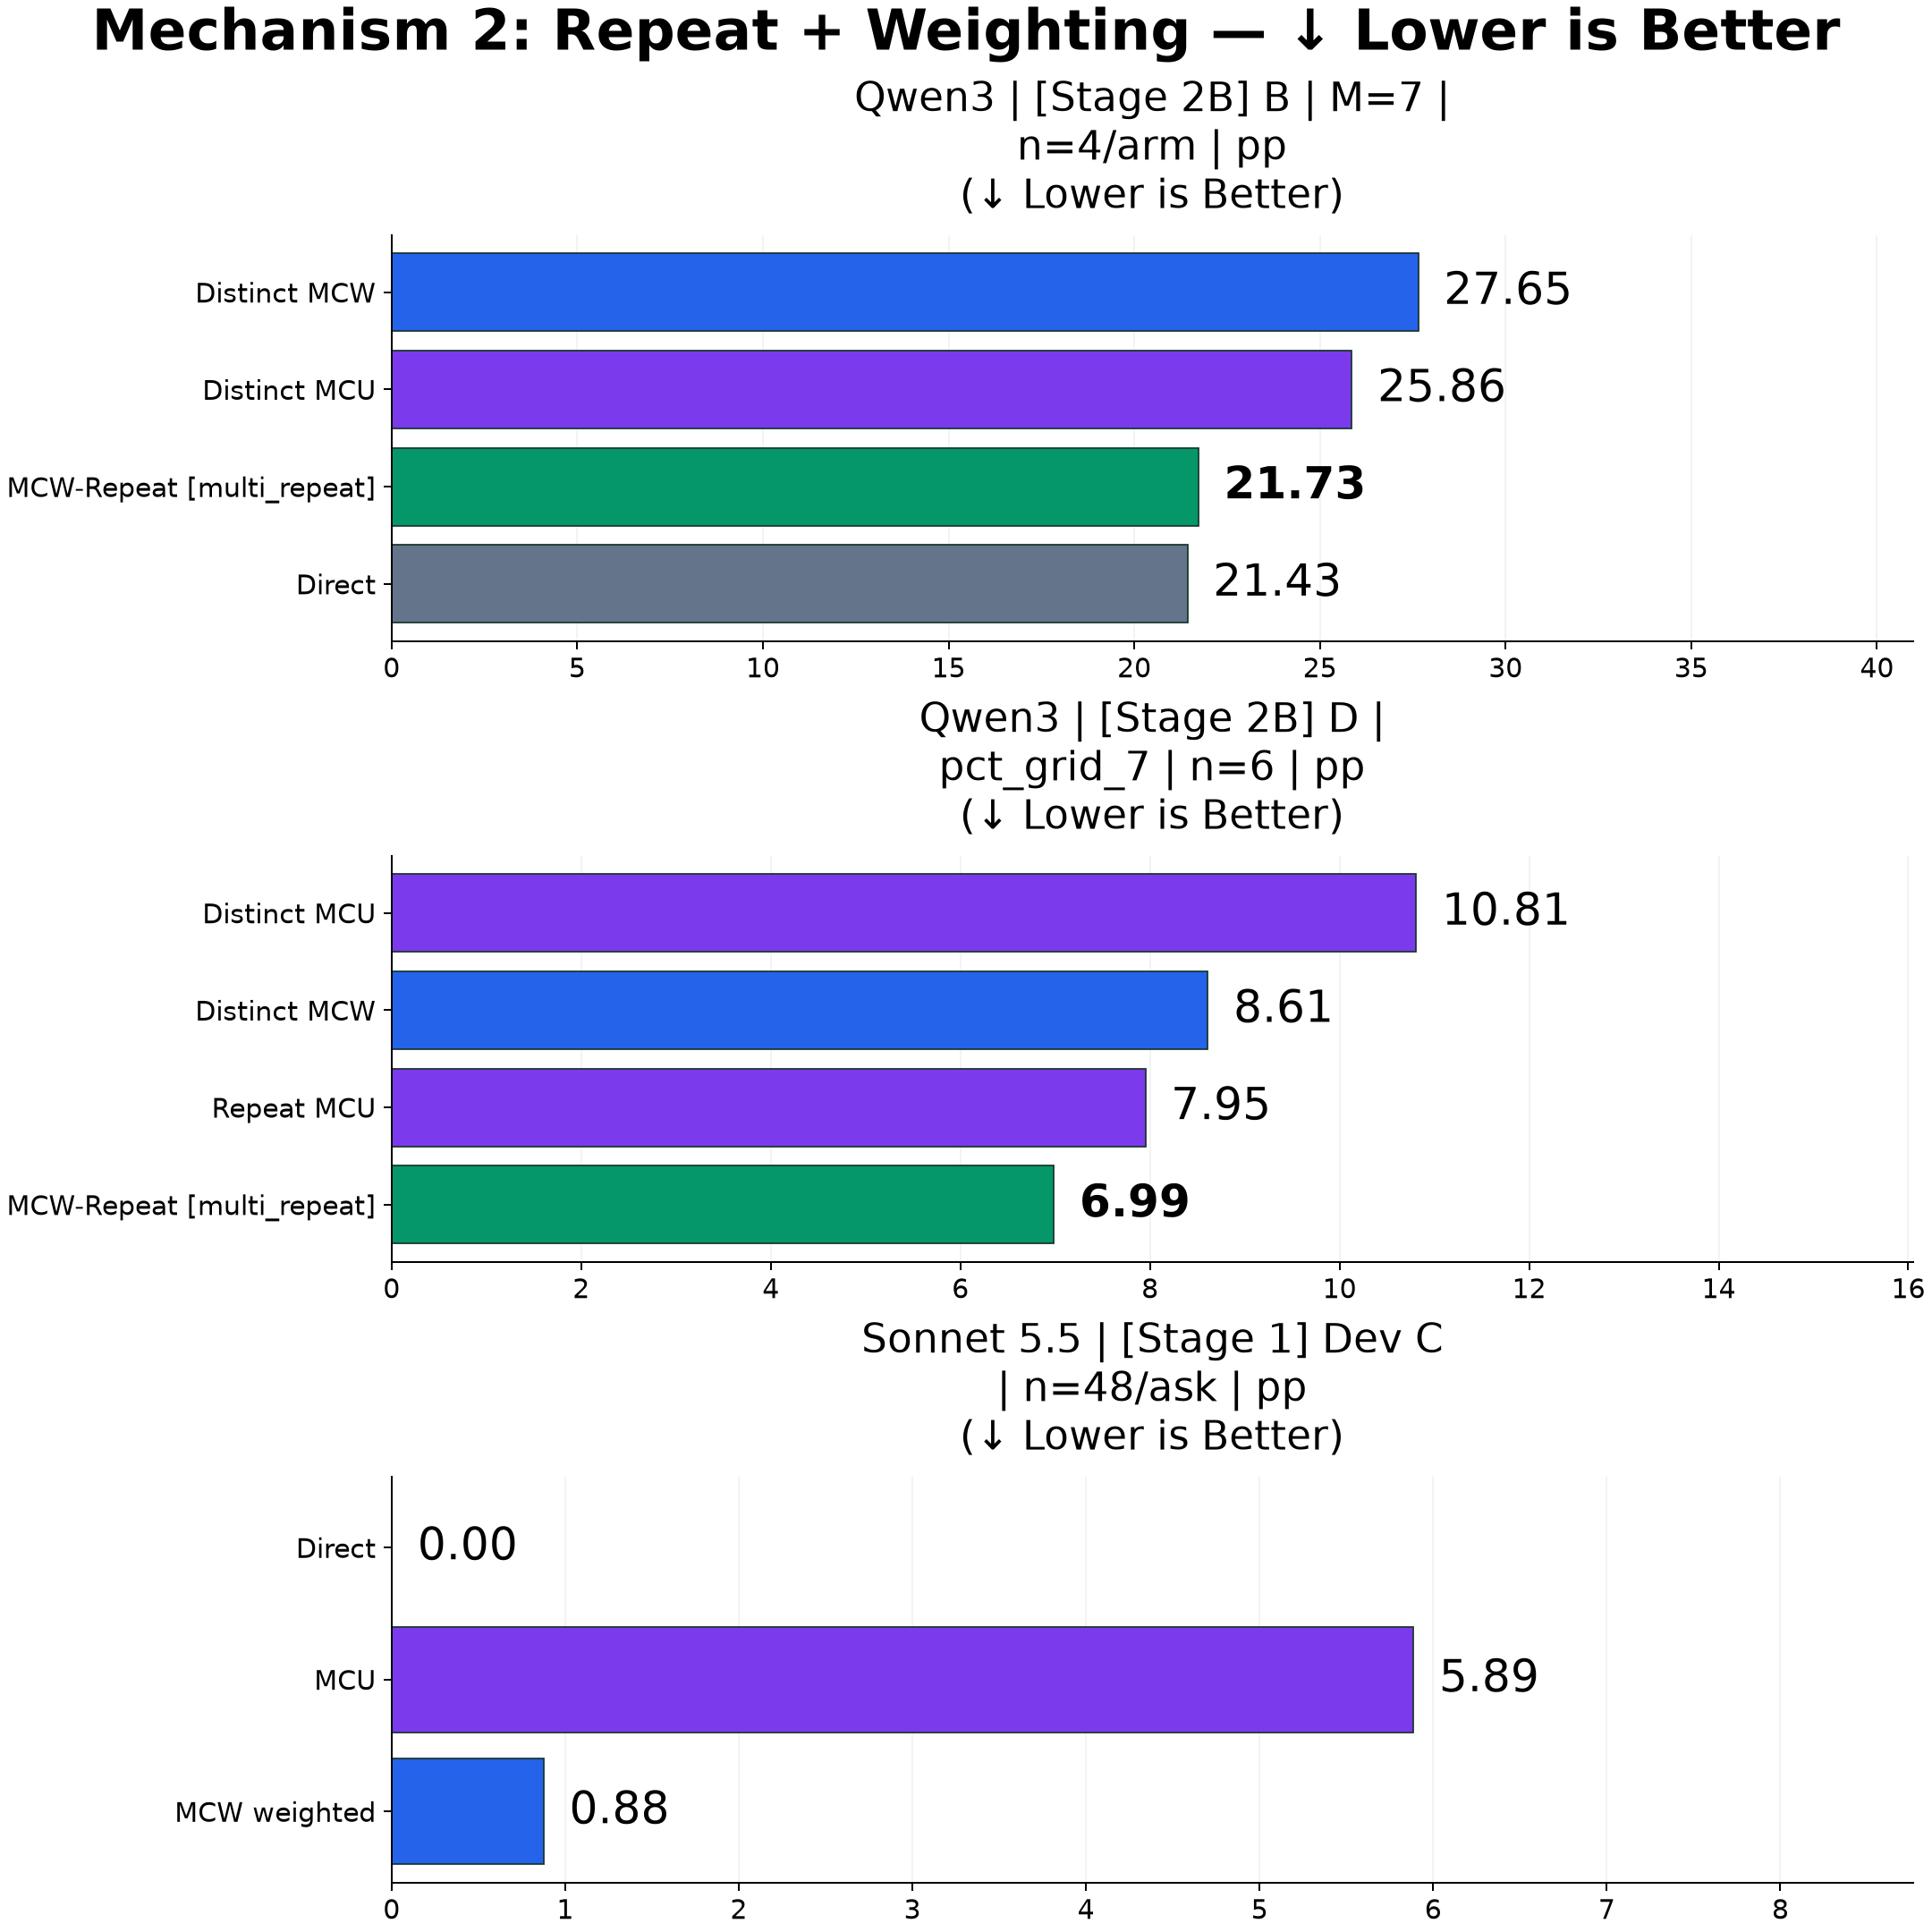 Mechanism 2: Repeat + Weighting — ↓ Lower is Better
Qwen3 | [Stage 2B] B | M=7 |
n=4/arm | pp
(↓ Lower is Better)
Distinct MCW
27.65
Distinct MCU
25.86
MCW-Repeat [multi_repeat]
21.73
Direct
21.43
0 5 10 15 20 25 30 35 40
Qwen3 | [Stage 2B] D |
pct_grid_7 | n=6 | pp
(↓ Lower is Better)
Distinct MCU
10.81
Distinct MCW
8.61
Repeat MCU
7.95
MCW-Repeat [multi_repeat]
6.99
0 2 4 6 8 10 12 14 16
Sonnet 5.5 | [Stage 1] Dev C
| n=48/ask | pp
(↓ Lower is Better)
Direct
0.00
MCU
5.89
MCW weighted
0.88
0 1 2 3 4 5 6 7 8